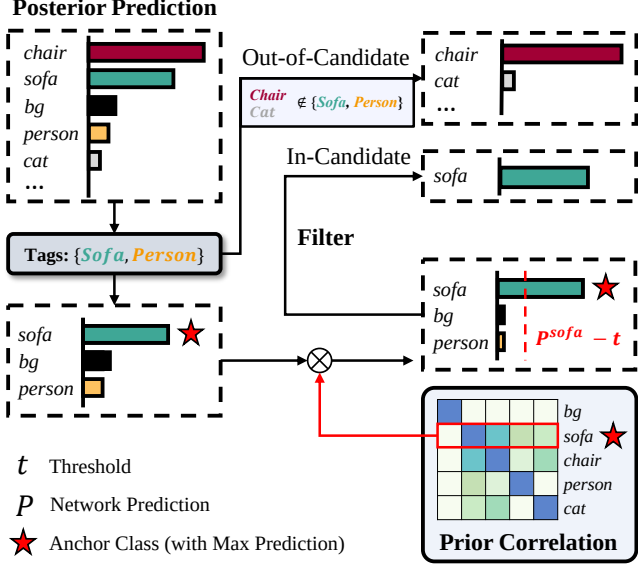 Posterior Prediction
chair
sofa
bg
person
cat
...
Out-of-Candidate
Chair
Cat
∉ {Sofa, Person}
chair
cat
...
In-Candidate
sofa
Filter
Tags: {Sofa, Person}
sofa
bg
person
sofa
bg
person
P^sofa − t
bg
sofa
chair
person
cat
Prior Correlation
t Threshold
P Network Prediction
Anchor Class (with Max Prediction)